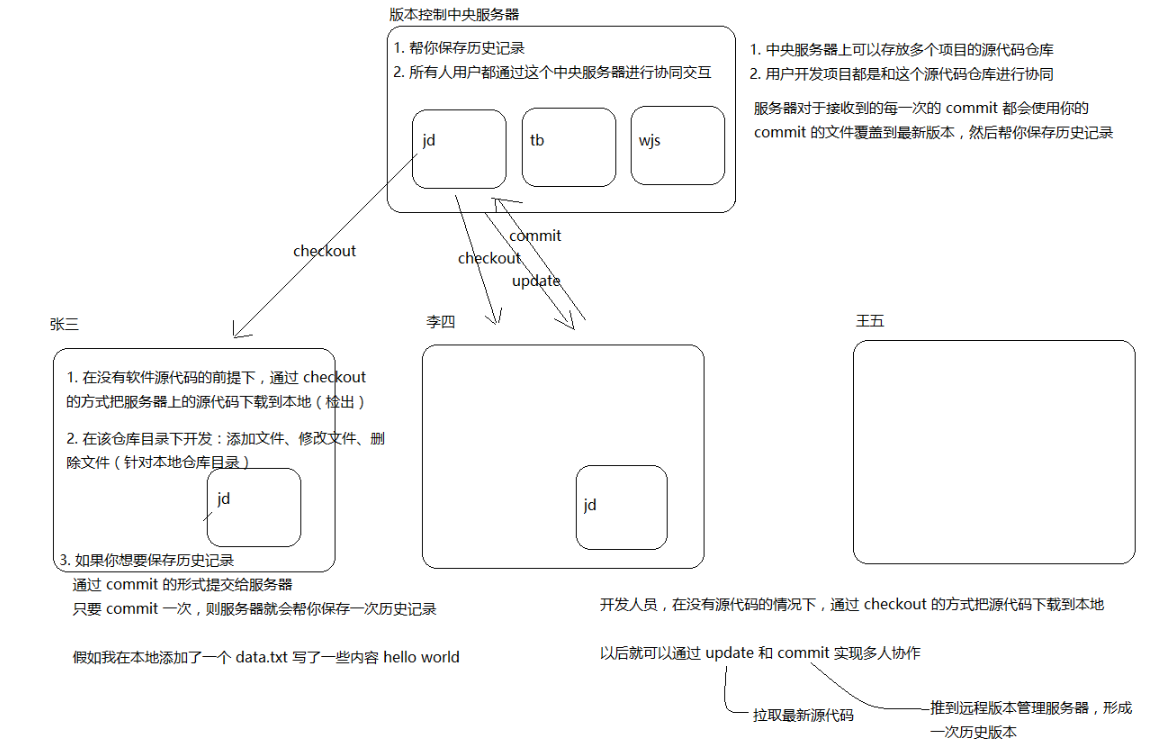 版本控制中央服务器
1. 帮你保存历史记录
2. 所有人用户都通过这个中央服务器进行协同交互
jd
tb
wjs
1. 中央服务器上可以存放多个项目的源代码仓库
2. 用户开发项目都是和这个源代码仓库进行协同
服务器对于接收到的每一次的 commit 都会使用你的
commit 的文件覆盖到最新版本，然后帮你保存历史记录
checkout
commit
checkout
update
张三
1. 在没有软件源代码的前提下，通过 checkout
的方式把服务器上的源代码下载到本地（检出）
2. 在该仓库目录下开发：添加文件、修改文件、删
除文件（针对本地仓库目录）
jd
3. 如果你想要保存历史记录
通过 commit 的形式提交给服务器
只要 commit 一次，则服务器就会帮你保存一次历史记录
假如我在本地添加了一个 data.txt 写了一些内容 hello world
李四
jd
王五
开发人员，在没有源代码的情况下，通过 checkout 的方式把源代码下载到本地
以后就可以通过 update 和 commit 实现多人协作
拉取最新源代码
推到远程版本管理服务器，形成
一次历史版本